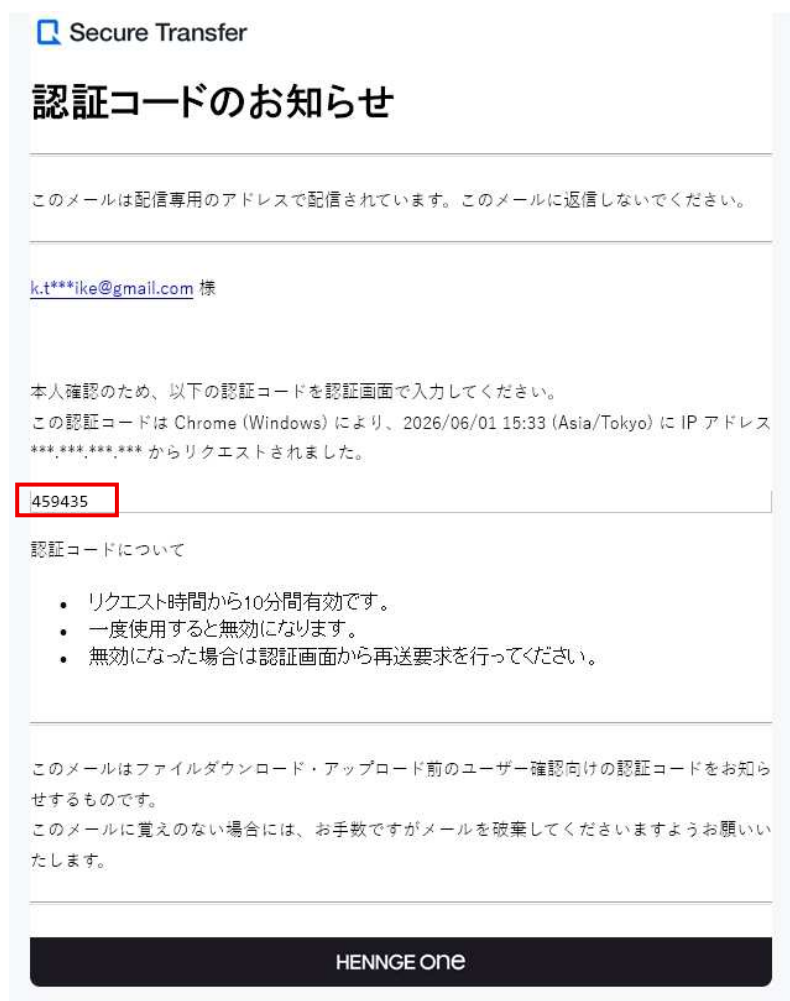 Secure Transfer
認証コードのお知らせ
このメールは配信専用のアドレスで配信されています。このメールに返信しないでください。
k.t***ike@gmail.com 様
本人確認のため、以下の認証コードを認証画面で入力してください。
この認証コードは Chrome (Windows) により、2026/06/01 15:33 (Asia/Tokyo) に IP アドレス
***.***.***.*** からリクエストされました。
459435
認証コードについて
• リクエスト時間から10分間有効です。
• 一度使用すると無効になります。
• 無効になった場合は認証画面から再送要求を行ってください。
このメールはファイルダウンロード・アップロード前のユーザー確認向けの認証コードをお知ら
せするものです。
このメールに覚えのない場合には、お手数ですがメールを破棄してくださいますようお願いい
たします。
HENNGE one